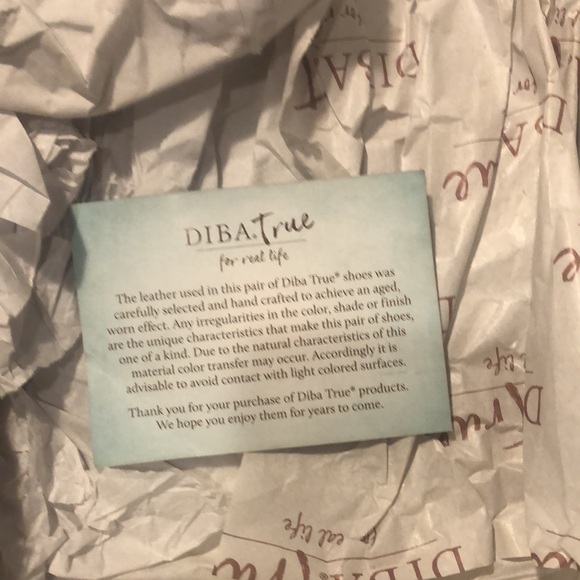 DIBA.True
for real life
The leather used in this pair of Diba True® shoes was
carefully selected and hand crafted to achieve an aged,
worn effect. Any irregularities in the color, shade or finish
are the unique characteristics that make this pair of shoes,
one of a kind. Due to the natural characteristics of this
material color transfer may occur. Accordingly it is
advisable to avoid contact with light colored surfaces.
Thank you for your purchase of Diba True® products.
We hope you enjoy them for years to come.